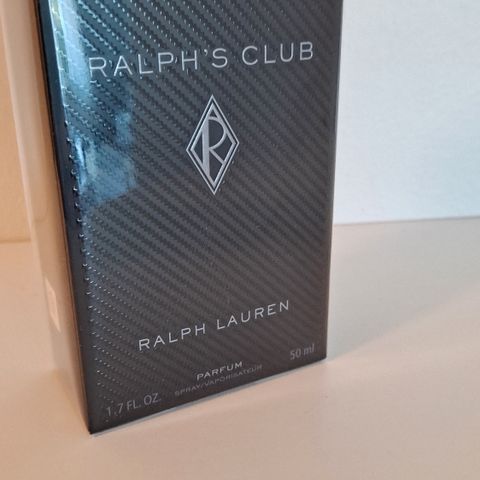 RALPH'S CLUB
R
RALPH LAUREN
PARFUM
SPRAY/VAPORISATEUR
1.7 FL. OZ. 50 ml